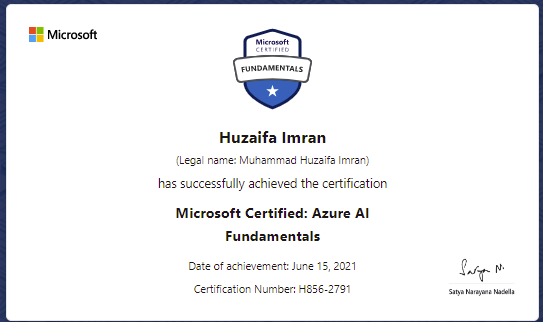 Microsoft
Microsoft
CERTIFIED
FUNDAMENTALS
Huzaifa Imran
(Legal name: Muhammad Huzaifa Imran)
has successfully achieved the certification
Microsoft Certified: Azure AI
Fundamentals
Date of achievement: June 15, 2021
Certification Number: H856-2791
Satya N.
Satya Narayana Nadella